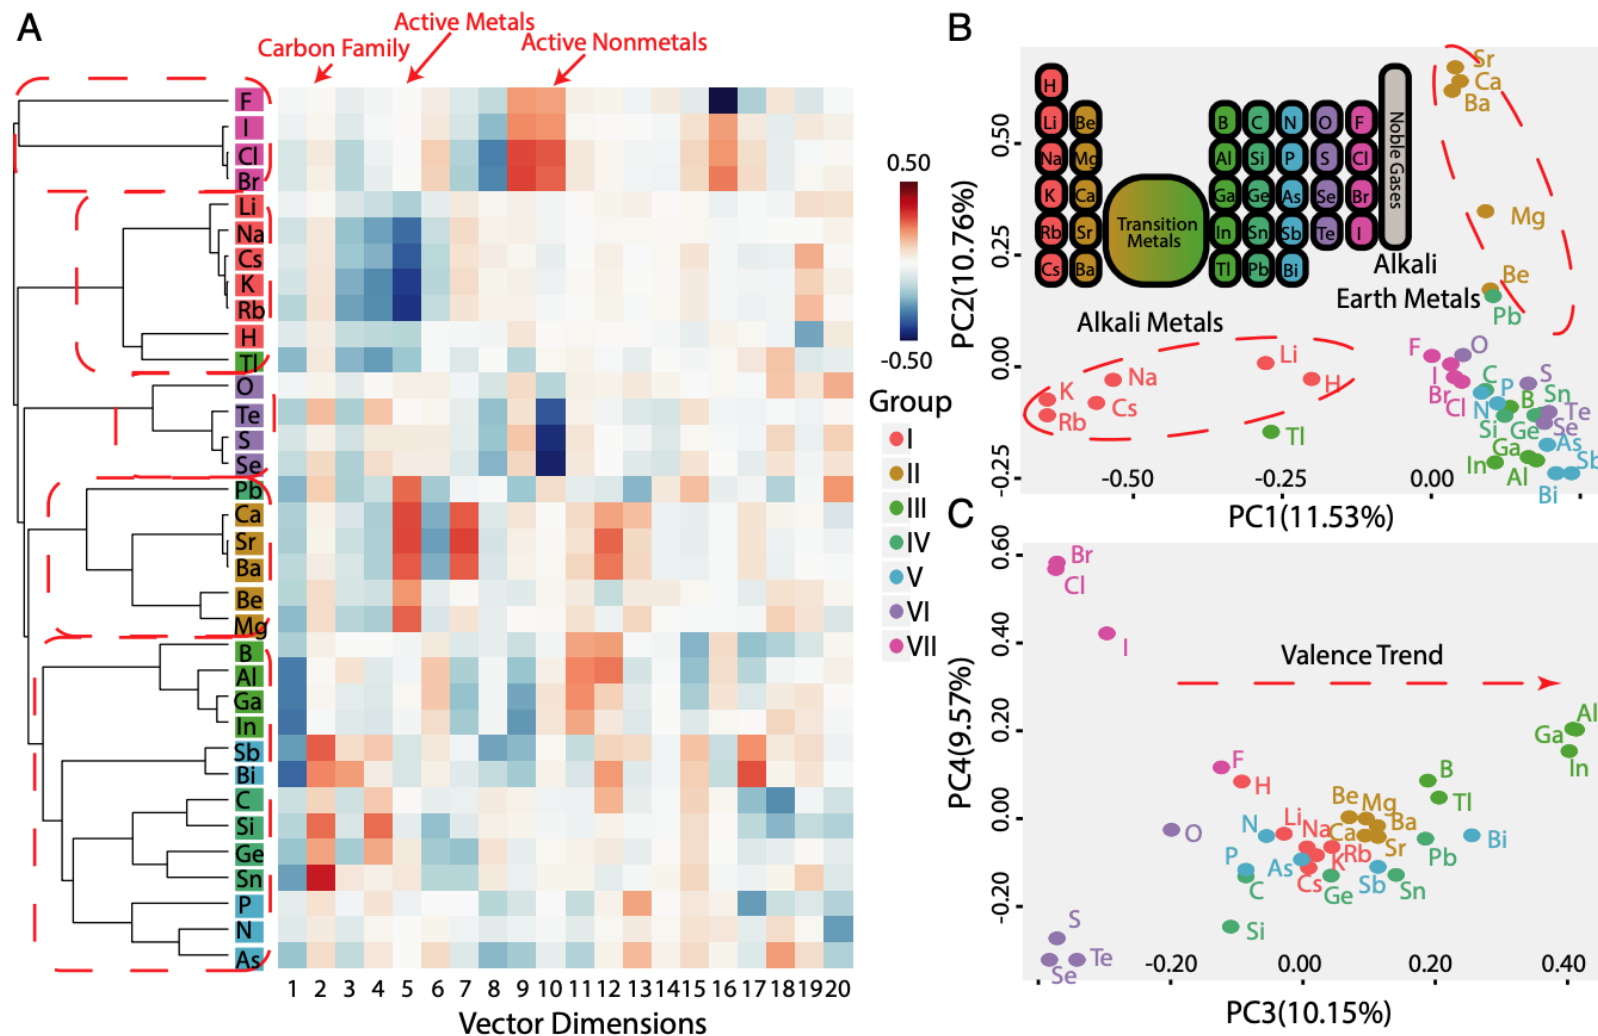 A
Carbon Family
Active Metals
Active Nonmetals
F
I
Cl
Br
Li
Na
Cs
K
Rb
H
Tl
O
Te
S
Se
Pb
Ca
Sr
Ba
Be
Mg
B
Al
Ga
In
Sb
Bi
C
Si
Ge
Sn
P
N
As
1 2 3 4 5 6 7 8 9 10 11 12 13 14 15 16 17 18 19 20
Vector Dimensions
0.50
-0.50
Group
I
II
III
IV
V
VI
VII
B
PC2(10.76%)
0.50
0.25
0.00
-0.25
H
Li Be B C N O F
Na Mg Al Si P S Cl
K Ca Ga Ge As Se Br
Rb Sr In Sn Sb Te I
Cs Ba Tl Pb Bi
Transition
Metals
Noble Gases
Sr
Ca
Ba
Mg
Be
Pb
Alkali
Earth Metals
Alkali Metals
Li
H
Na
K
Cs
Rb
Tl
F
O
I
Br
Cl
C
P
S
N
B
Sn
Te
Si
Ge
Se
Ga
As
In
Al
Sb
Bi
-0.50 -0.25 0.00
PC1(11.53%)
C
PC4(9.57%)
0.60
0.40
0.20
0.00
-0.20
Br
Cl
I
Valence Trend
Al
Ga
In
F
H
B
Tl
Be
Mg
O
N
Li
Na
Ca
Ba
Bi
P
As
K
Rb
Sr
Pb
C
Cs
Ge
Sb
Sn
S
Si
Se
Te
-0.20 0.00 0.20 0.40
PC3(10.15%)